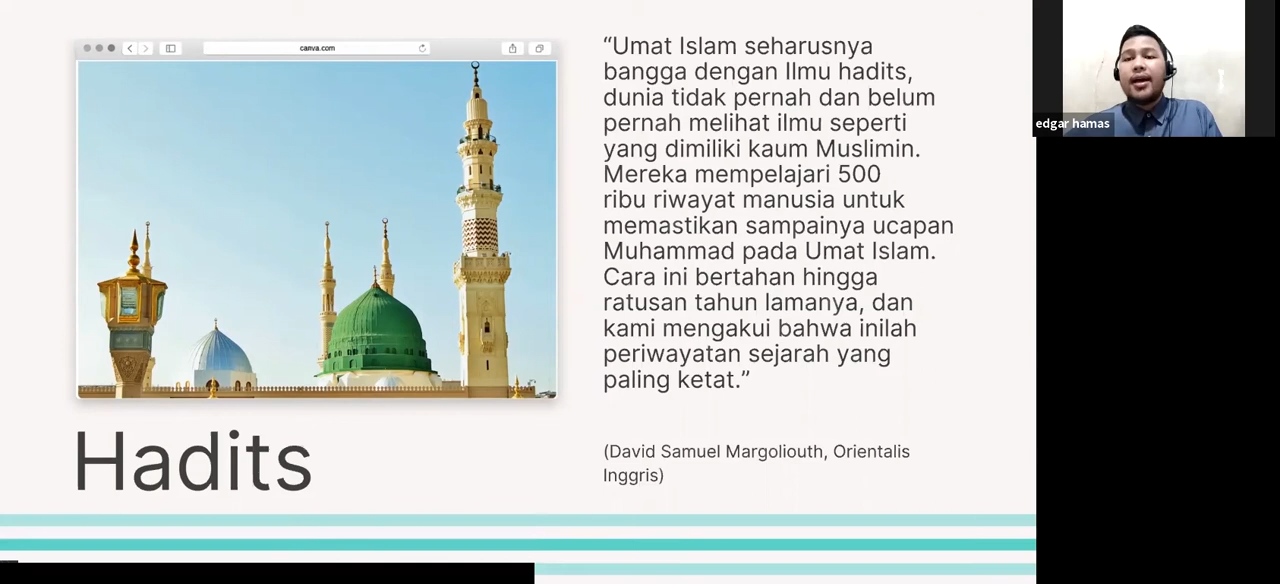 canva.com
“Umat Islam seharusnya
bangga dengan Ilmu hadits,
dunia tidak pernah dan belum
pernah melihat ilmu seperti
yang dimiliki kaum Muslimin.
Mereka mempelajari 500
ribu riwayat manusia untuk
memastikan sampainya ucapan
Muhammad pada Umat Islam.
Cara ini bertahan hingga
ratusan tahun lamanya, dan
kami mengakui bahwa inilah
periwayatan sejarah yang
paling ketat.”
(David Samuel Margoliouth, Orientalis
Inggris)
Hadits
edgar hamas